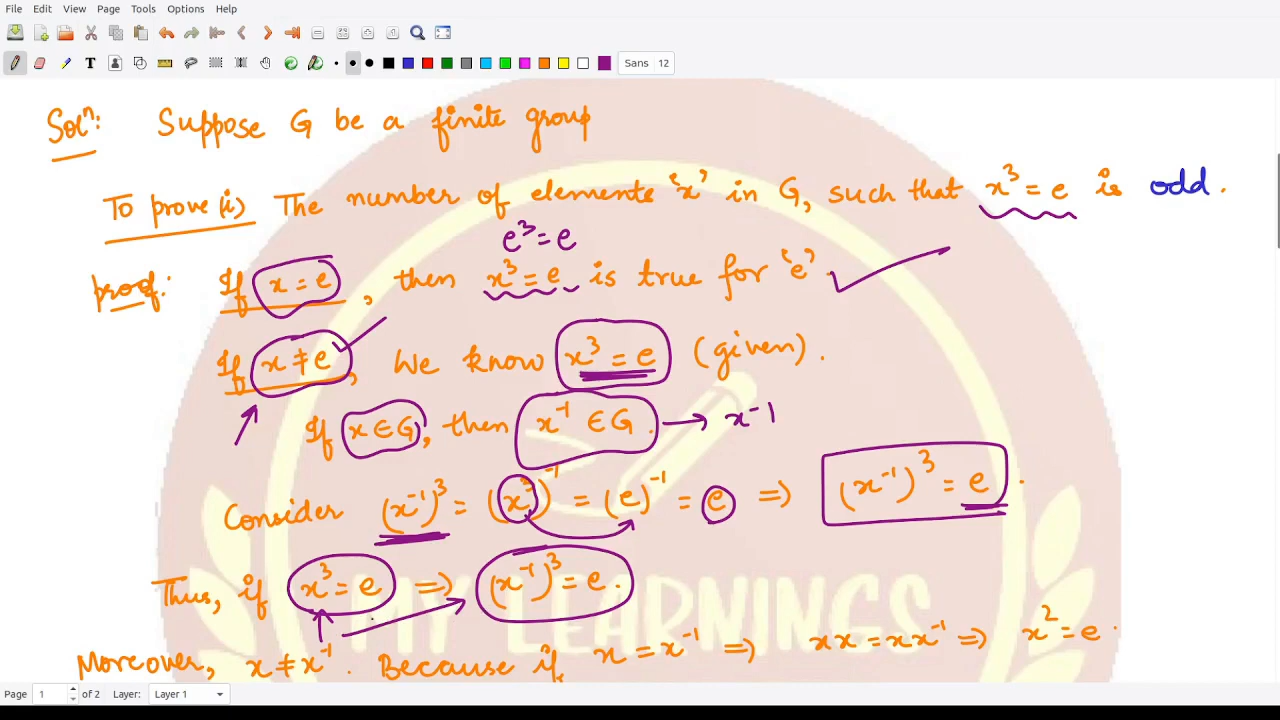 File Edit View Page Tools Options Help
Sans 12
Solⁿ: Suppose G be a finite group
To prove (i) The number of elements 'x' in G, such that x³ = e is odd.
e³ = e
proof: If x = e, then x³ = e is true for 'e'.
If x ≠ e, We know x³ = e (given).
If x ∈ G, then x⁻¹ ∈ G. → x⁻¹
Consider (x⁻¹)³ = (x³)⁻¹ = (e)⁻¹ = e ⇒ (x⁻¹)³ = e.
Thus, if x³ = e ⇒ (x⁻¹)³ = e.
MY LEARNINGS
Moreover, x ≠ x⁻¹. Because if x = x⁻¹ ⇒ xx = xx⁻¹ ⇒ x² = e.
Page 1 of 2 Layer: Layer 1